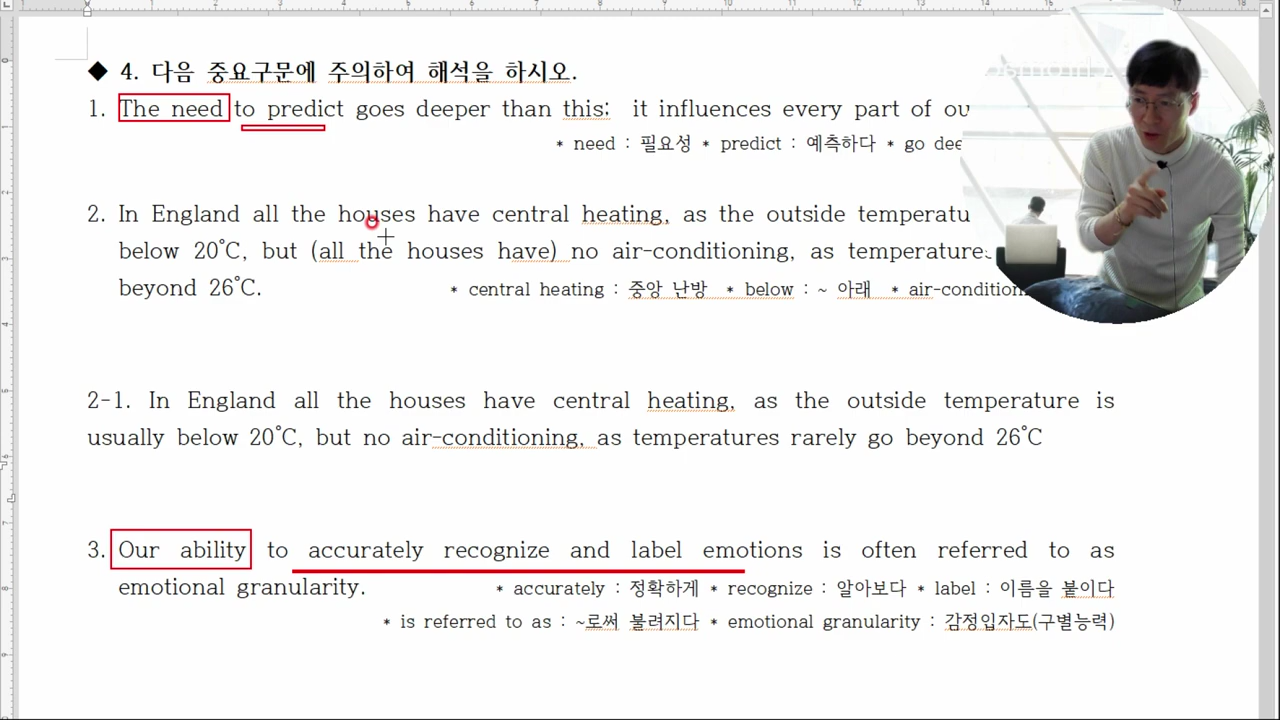 ◆ 4. 다음 중요구문에 주의하여 해석을 하시오.
1. The need to predict goes deeper than this: it influences every part of
* need : 필요성 * predict : 예측하다 * go
2. In England all the houses have central heating, as the outside
below 20°C, but (all the houses have) no air-conditioning, as temperatures
beyond 26°C.
* central heating : 중앙 난방 * below : ~ 아래 *
2-1. In England all the houses have central heating, as the outside temperature is
usually below 20°C, but no air-conditioning, as temperatures rarely go beyond 26°C
3. Our ability to accurately recognize and label emotions is often referred to as
emotional granularity.
* accurately : 정확하게 * recognize : 알아보다 * label : 이름을 붙이다
* is referred to as : ~로써 불려지다 * emotional granularity : 감정입자도(구별능력)